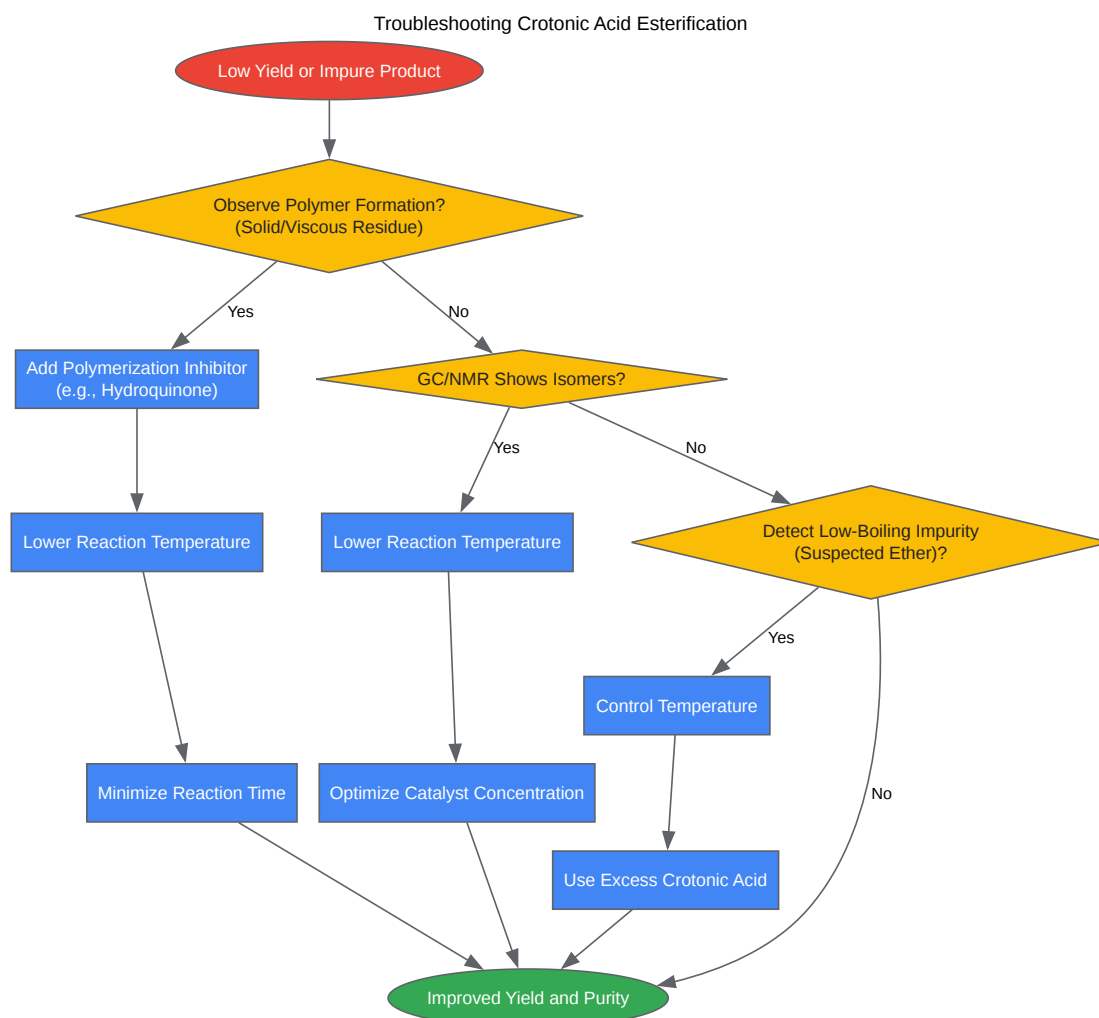 Troubleshooting Crotonic Acid Esterification
Low Yield or Impure Product
Observe Polymer Formation?
(Solid/Viscous Residue)
Yes
No
Add Polymerization Inhibitor
(e.g., Hydroquinone)
GC/NMR Shows Isomers?
Yes
No
Lower Reaction Temperature
Lower Reaction Temperature
Detect Low-Boiling Impurity
(Suspected Ether)?
Yes
Control Temperature
Minimize Reaction Time
Optimize Catalyst Concentration
No
Use Excess Crotonic Acid
Improved Yield and Purity